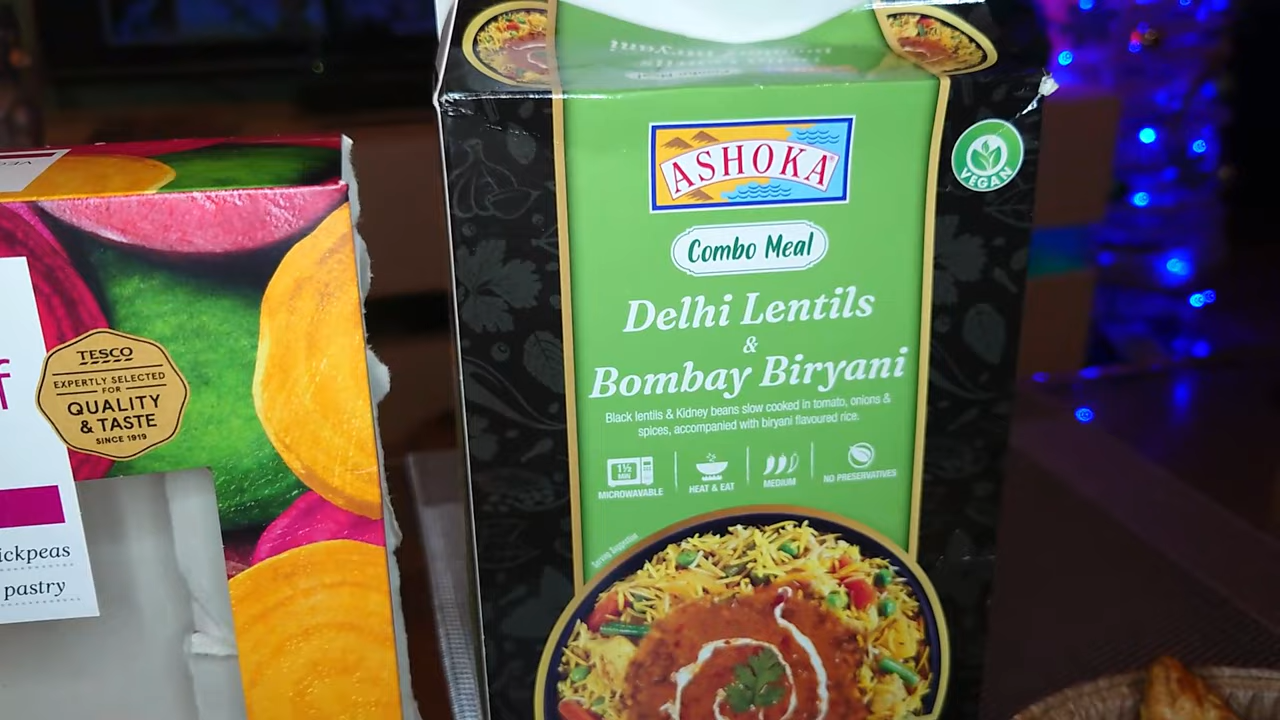 TESCO
EXPERTLY SELECTED
FOR
QUALITY
& TASTE
SINCE 1919
ickpeas
pastry
ASHOKA
VEGAN
Combo Meal
Delhi Lentils
&
Bombay Biryani
Black lentils & Kidney beans slow cooked in tomato, onions &
spices, accompanied with biryani flavoured rice.
1½
MIN
MICROWAVABLE
HEAT & EAT
MEDIUM
NO PRESERVATIVES
Serving Suggestion